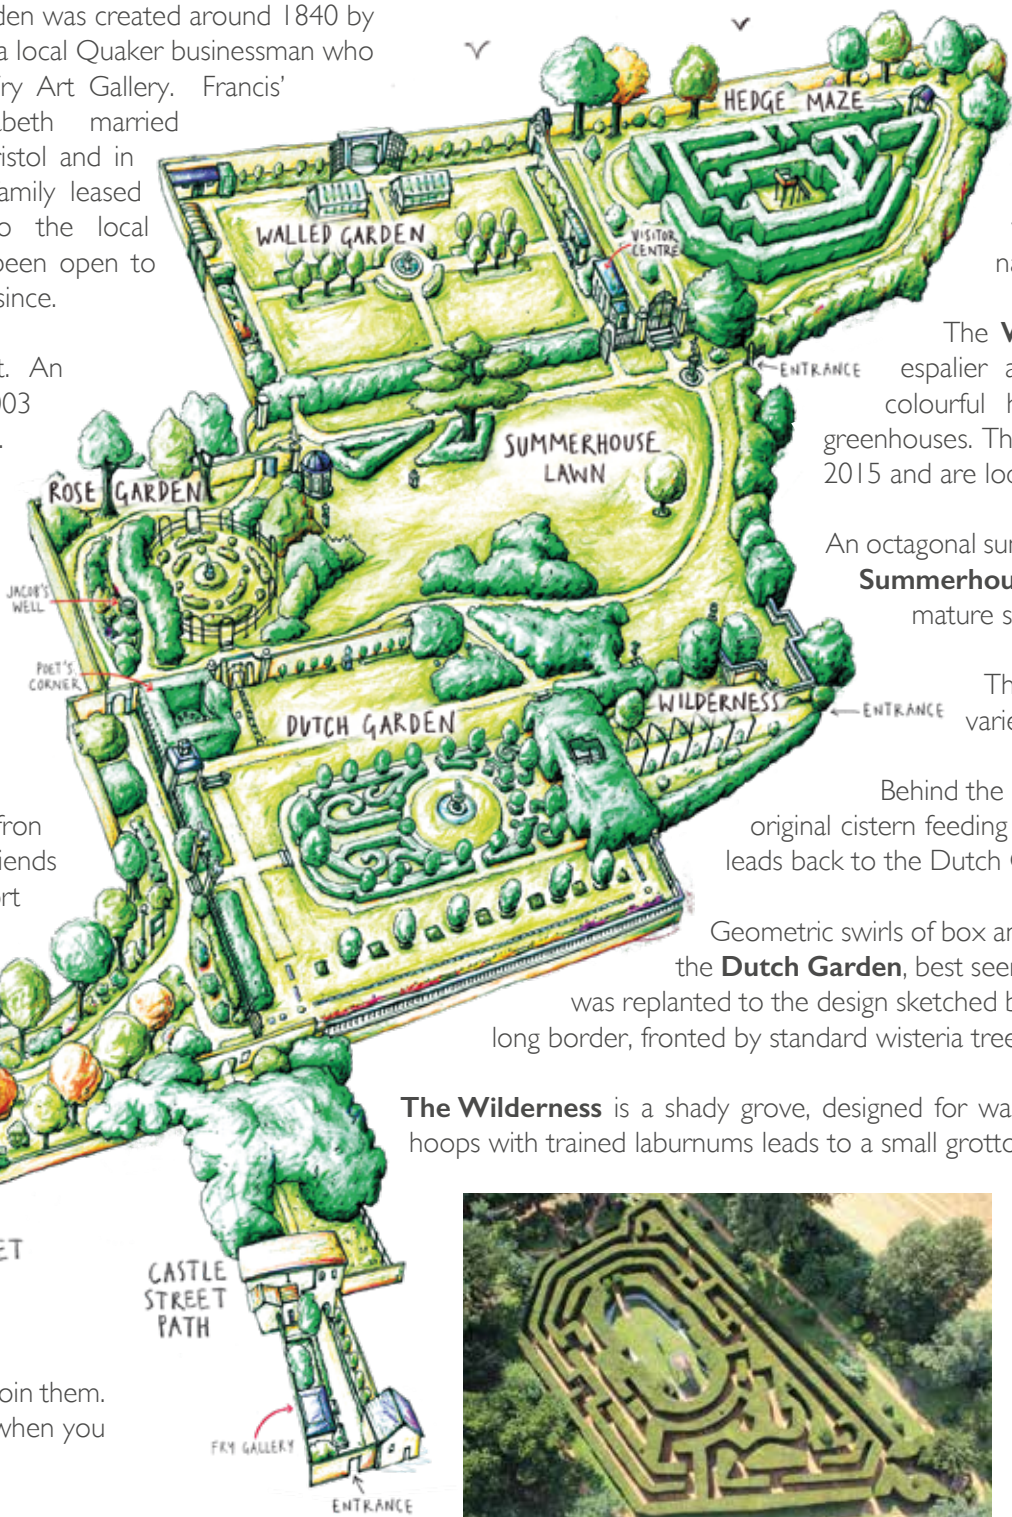 den was created around 1840 by
a local Quaker businessman who
ry Art Gallery. Francis'
abeth married
istol and in
amily leased
o the local
been open to
since.
t. An
003
.
HEDGE MAZE
WALLED GARDEN
VISITOR
CENTRE
ENTRANCE
SUMMERHOUSE
LAWN
ROSE GARDEN
JACOB'S
WELL
POET'S
CORNER
DUTCH GARDEN
WILDERNESS
ENTRANCE
na
The V
espalier a
colourful h
greenhouses. Th
2015 and are loc
An octagonal sur
Summerhou
mature s
Th
varie
Behind the
original cistern feeding
leads back to the Dutch
Geometric swirls of box an
the Dutch Garden, best seer
was replanted to the design sketched b
long border, fronted by standard wisteria tree
The Wilderness is a shady grove, designed for wa
hoops with trained laburnums leads to a small grotto
fron
iends
rt
ET
CASTLE
STREET
PATH
FRY GALLERY
ENTRANCE
oin them.
when you